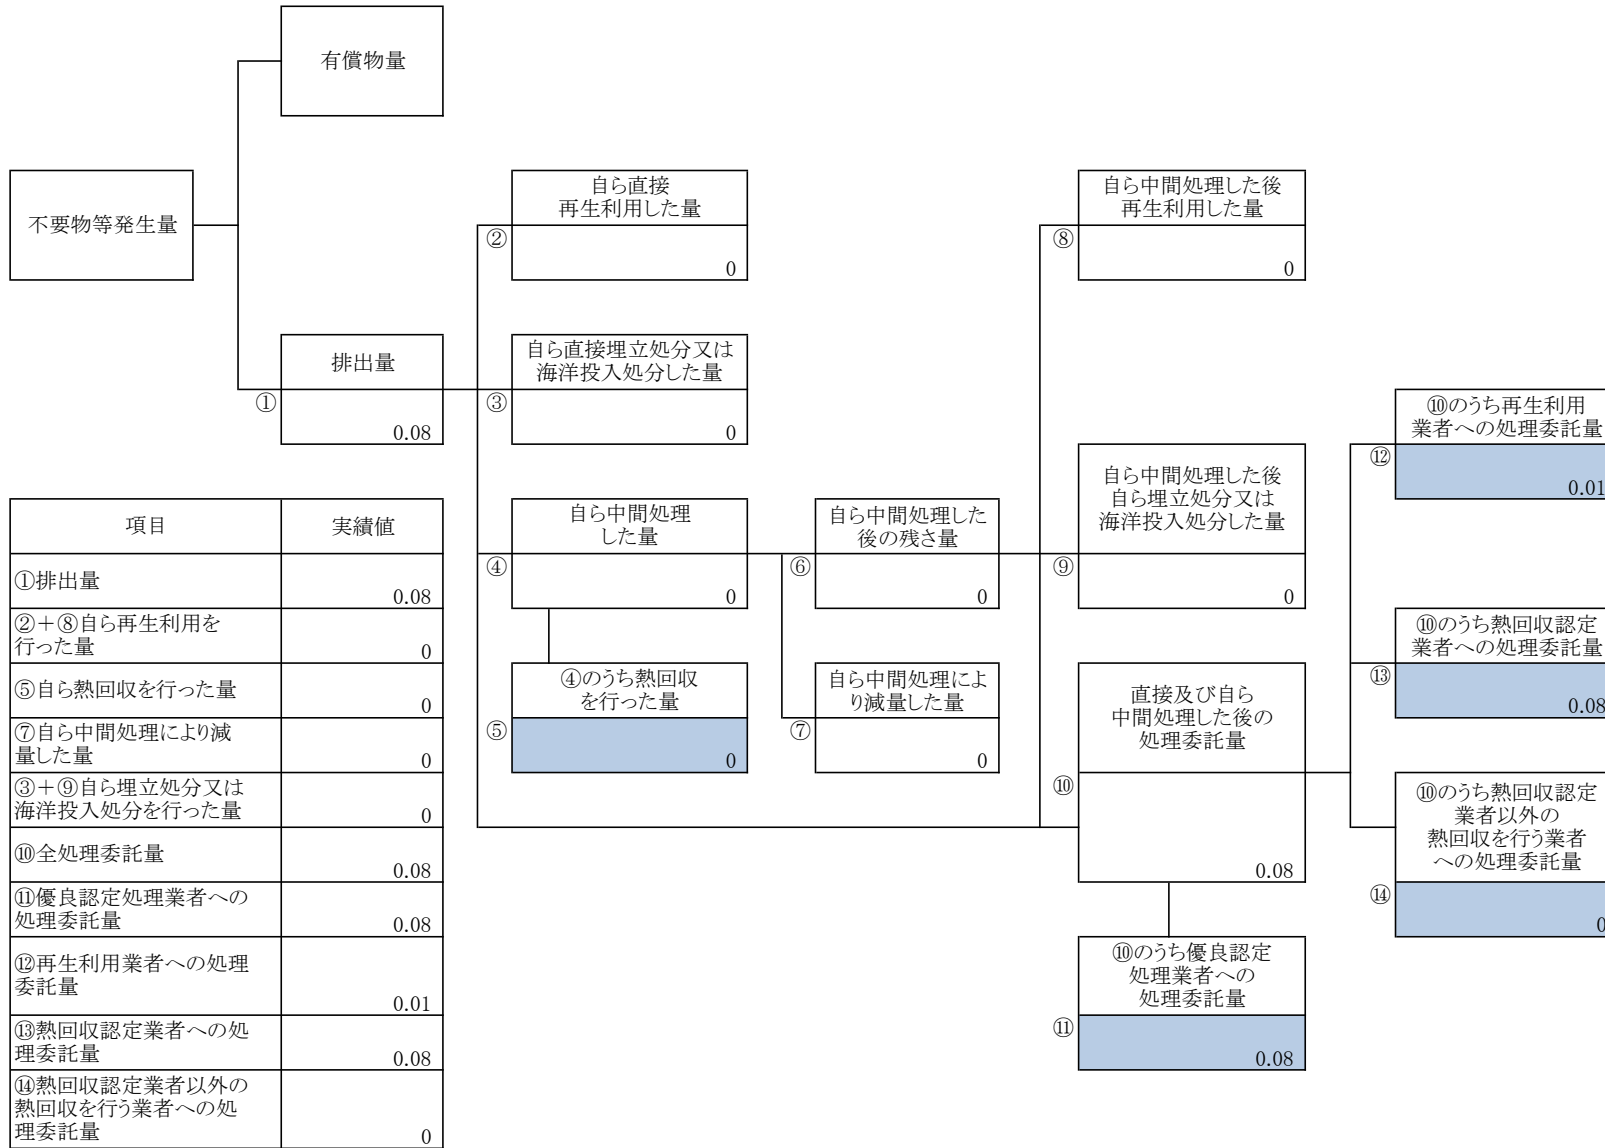 有償物量
不要物等発生量
自ら直接
再生利用した量
②
0
自ら中間処理した後
再生利用した量
⑧
0
排出量
①
0.08
自ら直接埋立処分又は
海洋投入処分した量
③
0
⑩のうち再生利用
業者への処理委託量
⑫
0.01
自ら中間処理
した量
④
0
自ら中間処理した
後の残さ量
⑥
0
自ら中間処理した後
自ら埋立処分又は
海洋投入処分した量
⑨
0
⑩のうち熱回収認定
業者への処理委託量
⑬
0.08
④のうち熱回収
を行った量
⑤
0
自ら中間処理によ
り減量した量
⑦
0
直接及び自ら
中間処理した後の
処理委託量
⑩
0.08
⑩のうち熱回収認定
業者以外の
熱回収を行う業者
への処理委託量
⑭
0
⑩のうち優良認定
処理業者への
処理委託量
⑪
0.08
項目 実績値
①排出量
0.08
②+⑧自ら再生利用を
行った量
0
⑤自ら熱回収を行った量
0
⑦自ら中間処理により減
量した量
0
③+⑨自ら埋立処分又は
海洋投入処分を行った量
0
⑩全処理委託量
0.08
⑪優良認定処理業者への
処理委託量
0.08
⑫再生利用業者への処理
委託量
0.01
⑬熱回収認定業者への処
理委託量
0.08
⑭熱回収認定業者以外の
熱回収を行う業者への処
理委託量
0